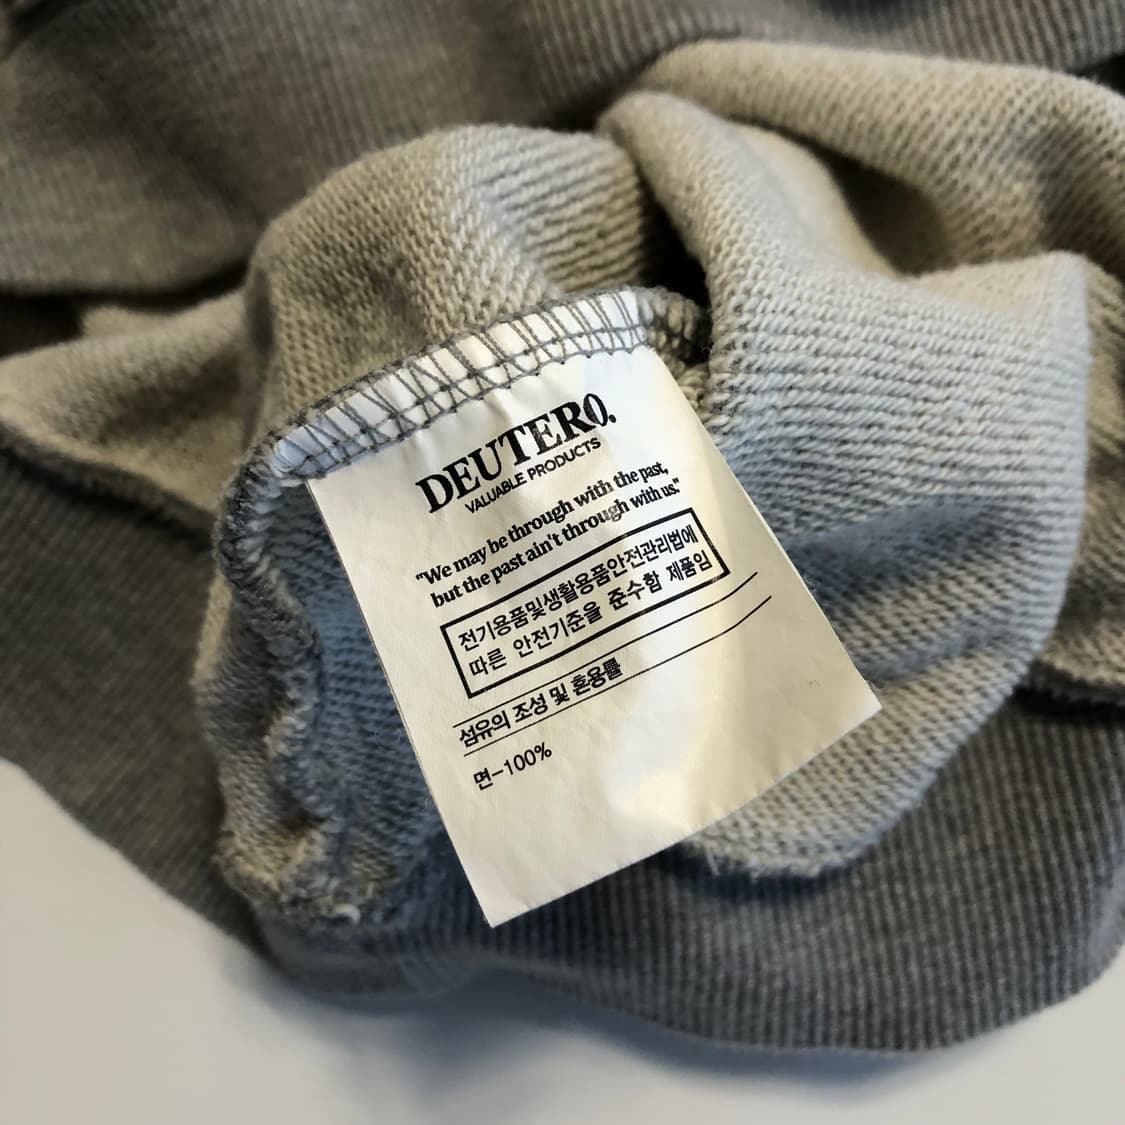 DEUTERO.
VALUABLE PRODUCTS
"We may be through with the past,
but the past ain't through with us."
전기용품및생활용품안전관리법에
따른 안전기준을 준수함 제품임
섬유의 조성 및 혼용률
면-100%